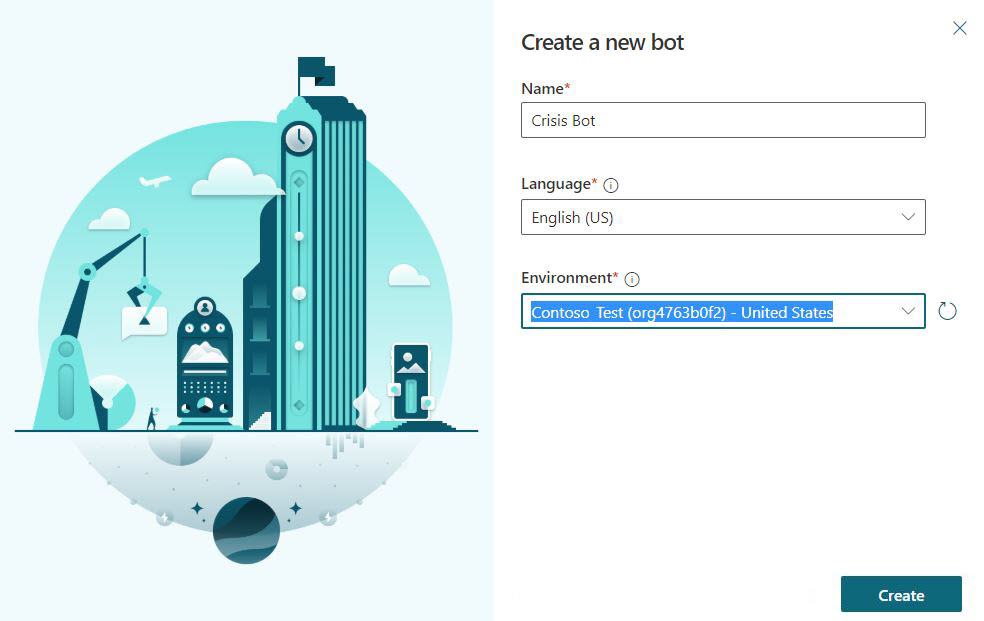 Create a new bot
Name*
Crisis Bot
Language*
English (US)
Environment*
Contoso Test (org4763b0f2) - United States
Create